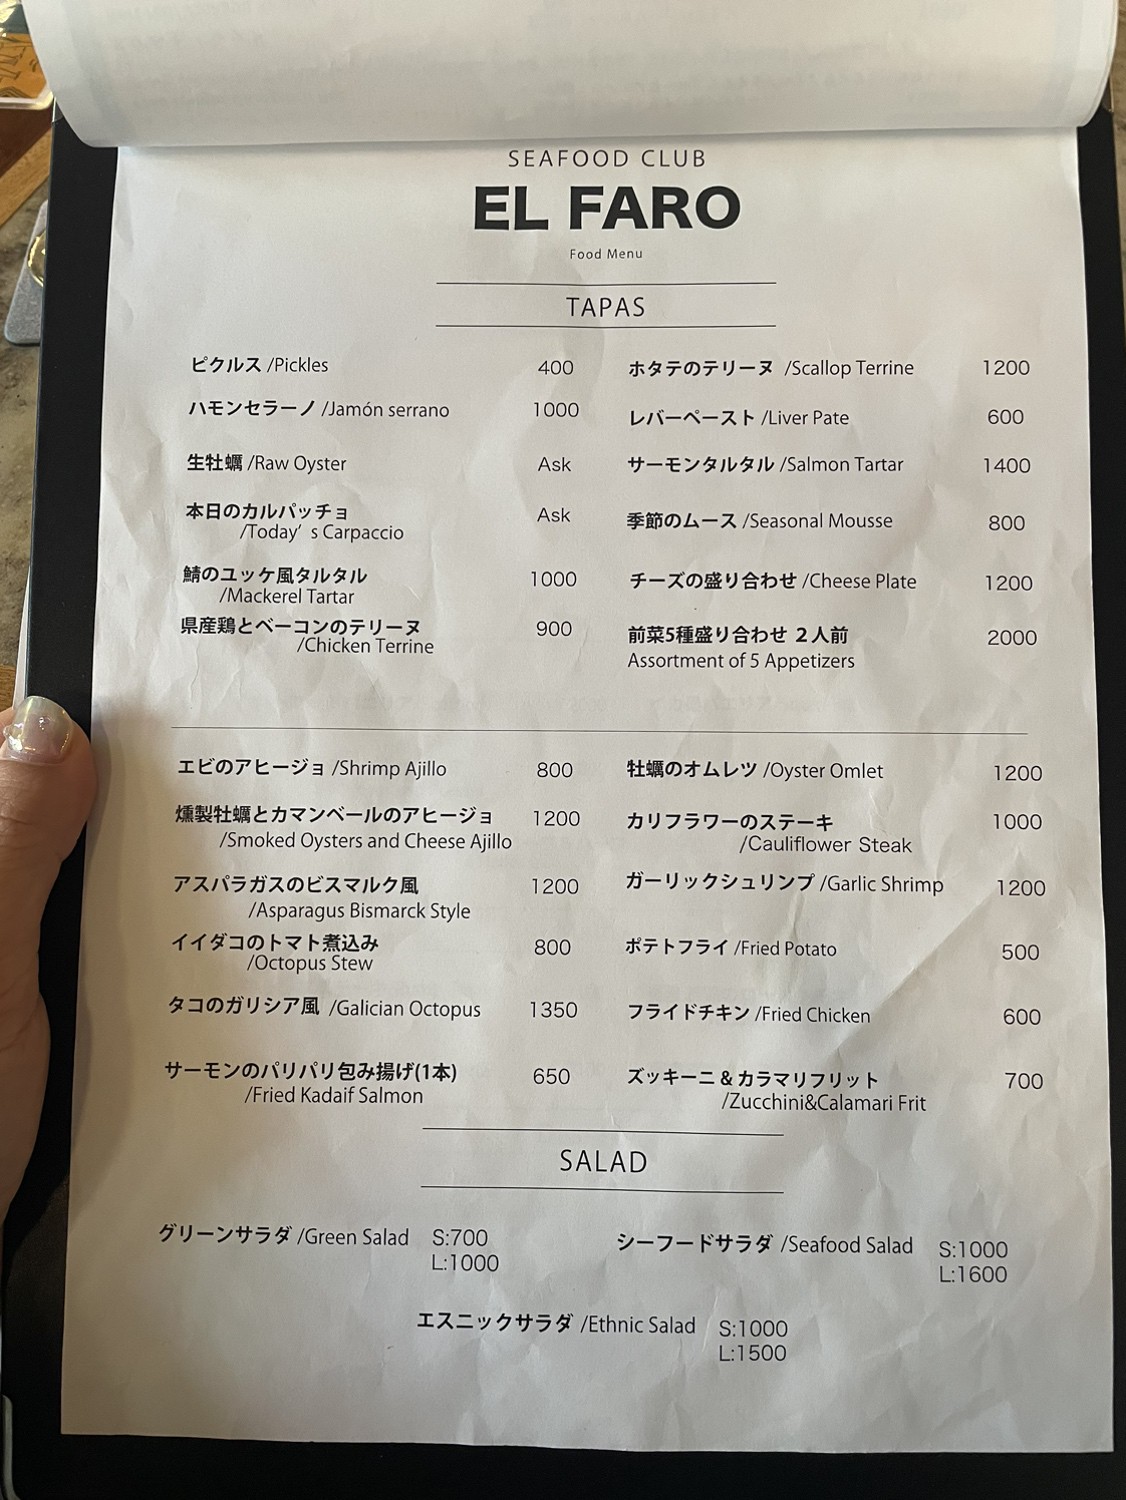 SEAFOOD CLUB
EL FARO
Food Menu
TAPAS
ピクルス /Pickles 400
ハモンセラーノ /Jamón serrano 1000
生牡蠣 /Raw Oyster Ask
本日のカルパッチョ Ask
/Today’s Carpaccio
鯖のユッケ風タルタル 1000
/Mackerel Tartar
県産鶏とベーコンのテリーヌ 900
/Chicken Terrine
ホタテのテリーヌ /Scallop Terrine 1200
レバーペースト /Liver Pate 600
サーモンタルタル /Salmon Tartar 1400
季節のムース /Seasonal Mousse 800
チーズの盛り合わせ /Cheese Plate 1200
前菜5種盛り合わせ ２人前 2000
Assortment of 5 Appetizers
エビのアヒージョ /Shrimp Ajillo 800
燻製牡蠣とカマンベールのアヒージョ 1200
/Smoked Oysters and Cheese Ajillo
アスパラガスのビスマルク風 1200
/Asparagus Bismarck Style
イイダコのトマト煮込み 800
/Octopus Stew
タコのガリシア風 /Galician Octopus 1350
サーモンのパリパリ包み揚げ(1本) 650
/Fried Kadaif Salmon
牡蠣のオムレツ /Oyster Omlet 1200
カリフラワーのステーキ 1000
/Cauliflower Steak
ガーリックシュリンプ /Garlic Shrimp 1200
ポテトフライ /Fried Potato 500
フライドチキン /Fried Chicken 600
ズッキーニ & カラマリフリット 700
/Zucchini&Calamari Frit
SALAD
グリーンサラダ /Green Salad S:700
L:1000
シーフードサラダ /Seafood Salad S:1000
L:1600
エスニックサラダ /Ethnic Salad S:1000
L:1500